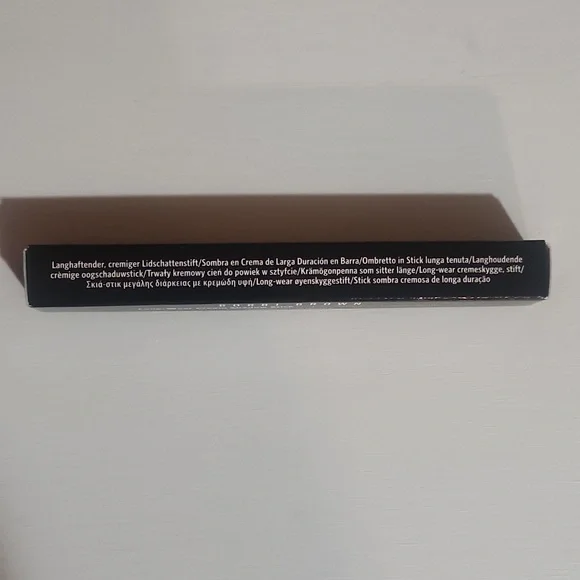 Langhaftender, cremiger Lidschattenstift/Sombra en Crema de Larga Duración en Barra/Ombretto in Stick lunga tenuta/Langhoudende
crèmige oogschaduwstick/Trwały kremowy cień do powiek w sztyfcie/Krämögonpenna som sitter länge/Long-wear cremeskygge, stift/
Σκιά-στικ μεγάλης διάρκειας με κρεμώδη υφή/Long-wear øyenskyggestift/Stick sombra cremosa de longa duração
BOBBI BROWN